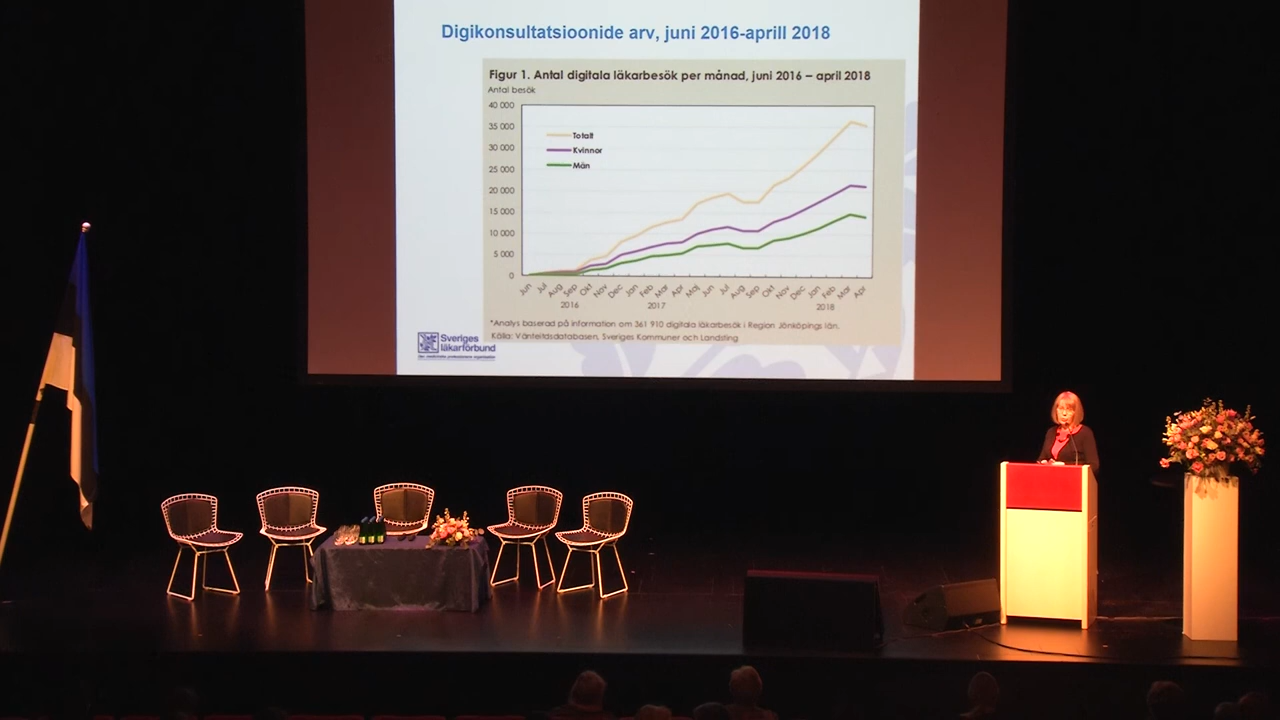 Digikonsultatsioonide arv, juni 2016-aprill 2018
Figur 1. Antal digitala läkarbesök per månad, juni 2016 – april 2018
Antal besök
40 000
35 000
30 000
25 000
20 000
15 000
10 000
5 000
0
Totalt
Kvinnor
Män
Jun Jul Aug Sep Okt Nov Dec Jan Feb Mar Apr Maj Jun Jul Aug Sep Okt Nov Dec Jan Feb Mar Apr
2016 2017 2018
*Analys baserad på information om 361 910 digitala läkarbesök i Region Jönköpings län.
Källa: Väntetidsdatabasen, Sveriges Kommuner och Landsting
Sveriges
läkarförbund